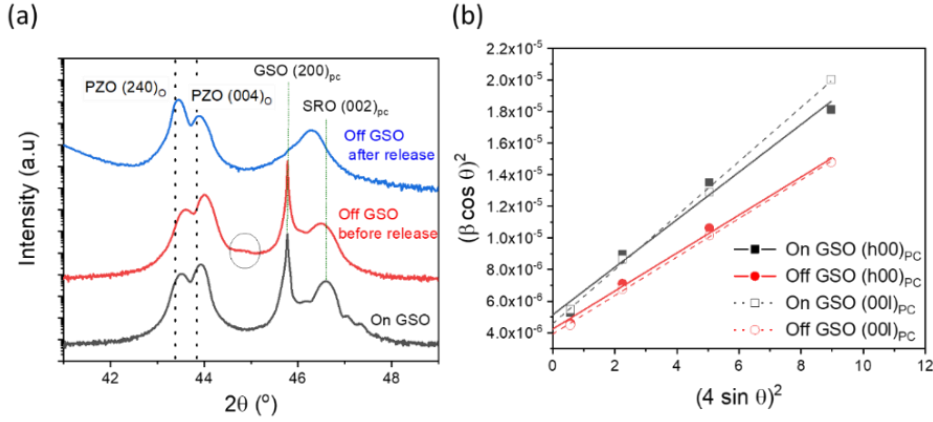 (a)
PZO (240)O
PZO (004)O
GSO (200)pc
SRO (002)pc
Off GSO
after release
Off GSO
before release
On GSO
Intensity (a.u)
42
44
46
48
2θ (°)
(b)
2.2x10-5
2.0x10-5
1.8x10-5
1.6x10-5
1.4x10-5
1.2x10-5
1.0x10-5
8.0x10-6
6.0x10-6
4.0x10-6
(β cos θ)2
On GSO (h00)PC
Off GSO (h00)PC
On GSO (00l)PC
Off GSO (00l)PC
0
2
4
6
8
10
12
(4 sin θ)2